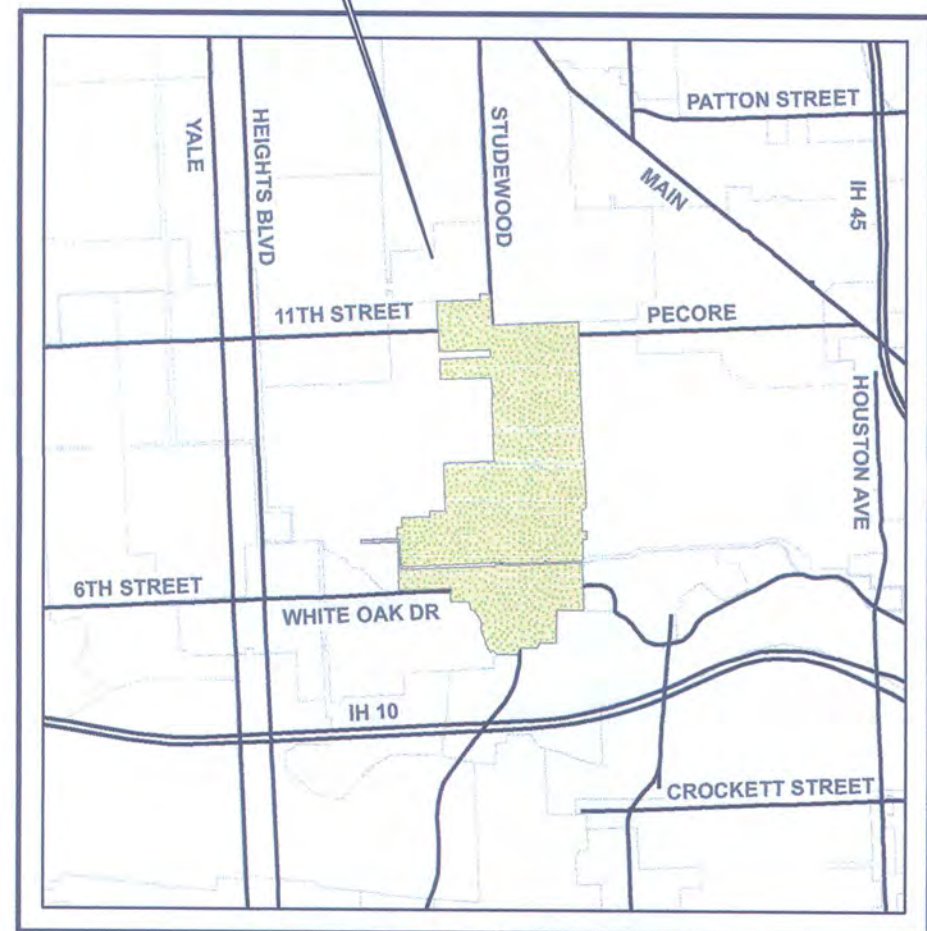 PATTON STREET
YALE
HEIGHTS BLVD
STUDEWOOD
MAIN
IH 45
11TH STREET
PECORE
HOUSTON AVE
6TH STREET
WHITE OAK DR
IH 10
CROCKETT STREET